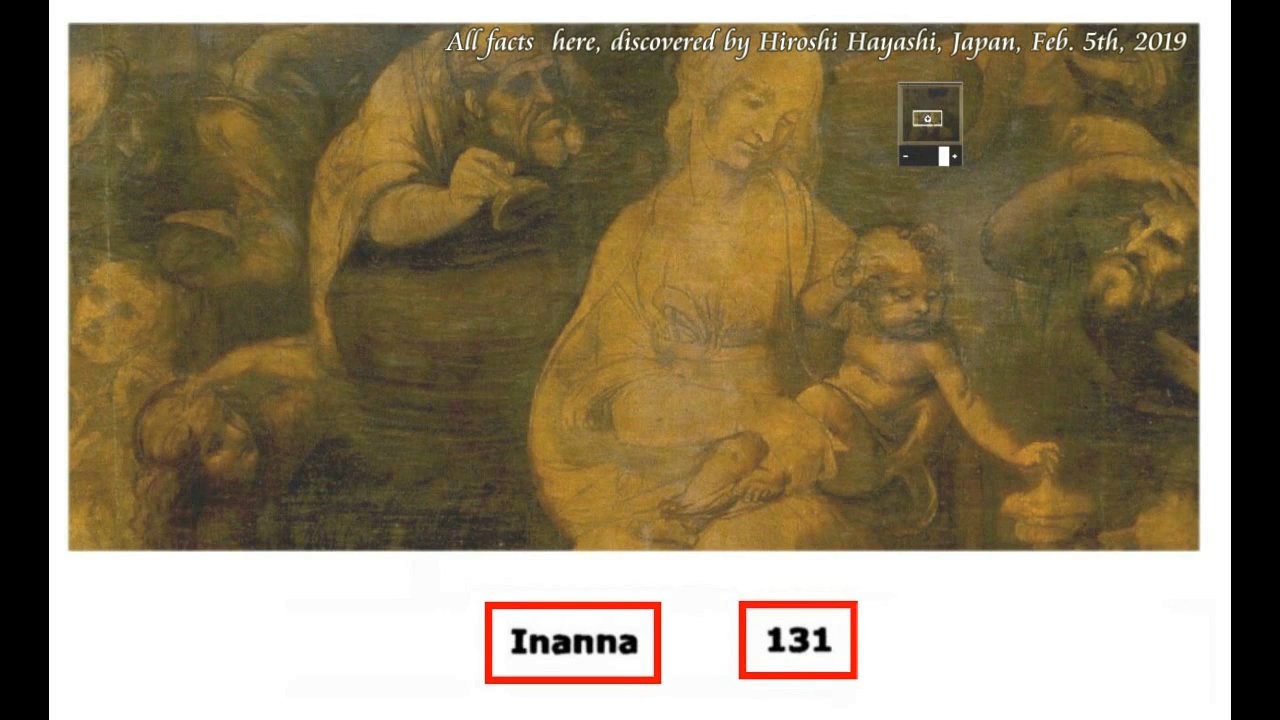 All facts here, discovered by Hiroshi Hayashi, Japan, Feb. 5th, 2019
- +
Inanna 131